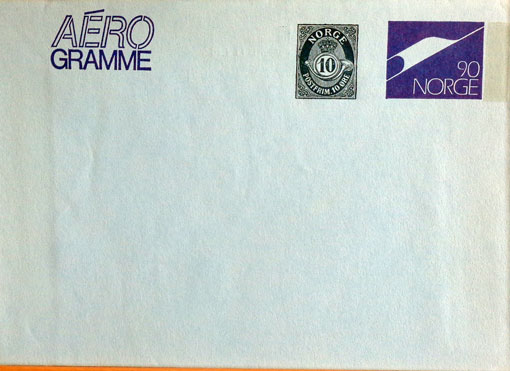 AÉRO
GRAMME
NORGE
10
POSTFRIM 10 ØRE
90
NORGE